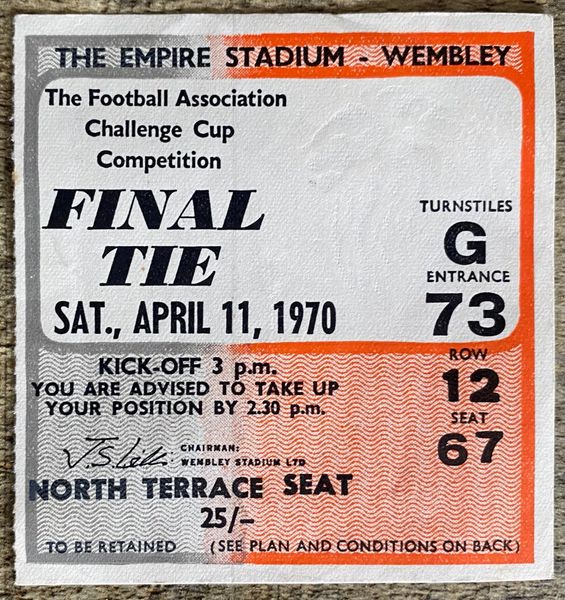 THE EMPIRE STADIUM - WEMBLEY
The Football Association
Challenge Cup
Competition
FINAL
TIE
SAT., APRIL 11, 1970
TURNSTILES
G
ENTRANCE
73
ROW
12
SEAT
67
KICK-OFF 3 p.m.
YOU ARE ADVISED TO TAKE UP
YOUR POSITION BY 2.30 p.m.
CHAIRMAN:
WEMBLEY STADIUM LTD
NORTH TERRACE SEAT
25/-
TO BE RETAINED (SEE PLAN AND CONDITIONS ON BACK)